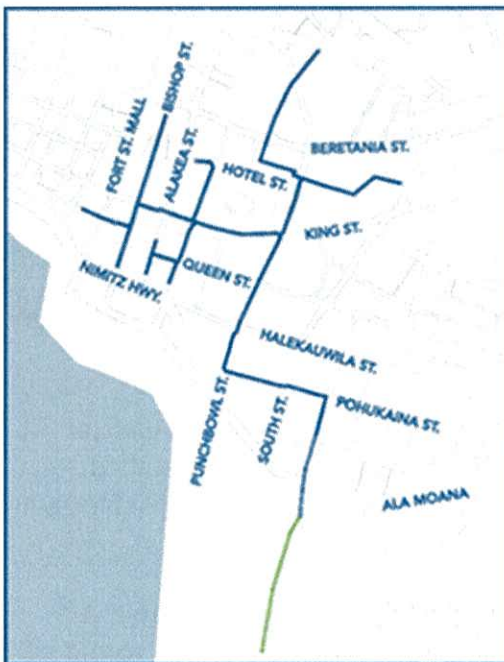 BISHOP ST.
FORT ST. MALL
ALAKEA ST.
BERETANIA ST.
HOTEL ST.
KING ST.
QUEEN ST.
NIMITZ HWY.
HALEKAUWILA ST.
PUNCHBOWL ST.
SOUTH ST.
POHUKAINA ST.
ALA MOANA